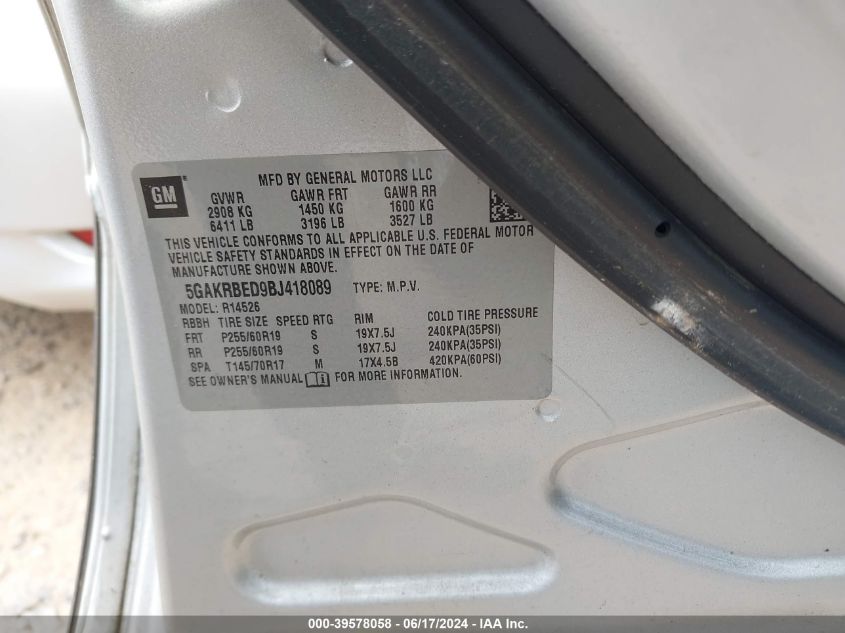 MFD BY GENERAL MOTORS LLC
GM
GVWR GAWR FRT GAWR RR
2908 KG 1450 KG 1600 KG
6411 LB 3196 LB 3527 LB
THIS VEHICLE CONFORMS TO ALL APPLICABLE U.S. FEDERAL MOTOR
VEHICLE SAFETY STANDARDS IN EFFECT ON THE DATE OF
MANUFACTURE SHOWN ABOVE.
5GAKRBED9BJ418089 TYPE: M.P.V.
MODEL: R14526
RBBH TIRE SIZE SPEED RTG RIM COLD TIRE PRESSURE
FRT P255/60R19 S 19X7.5J 240KPA(35PSI)
RR P255/60R19 S 19X7.5J 240KPA(35PSI)
SPA T145/70R17 M 17X4.5B 420KPA(60PSI)
SEE OWNER'S MANUAL FOR MORE INFORMATION.
000-39578058 - 06/17/2024 - IAA Inc.